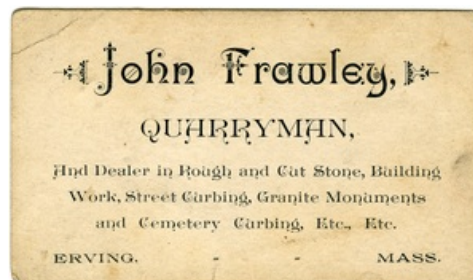 John Frawley,
QUARRYMAN,
And Dealer in Rough and Cut Stone, Building
Work, Street Curbing, Granite Monuments
and Cemetery Curbing, Etc., Etc.
ERVING. - - MASS.